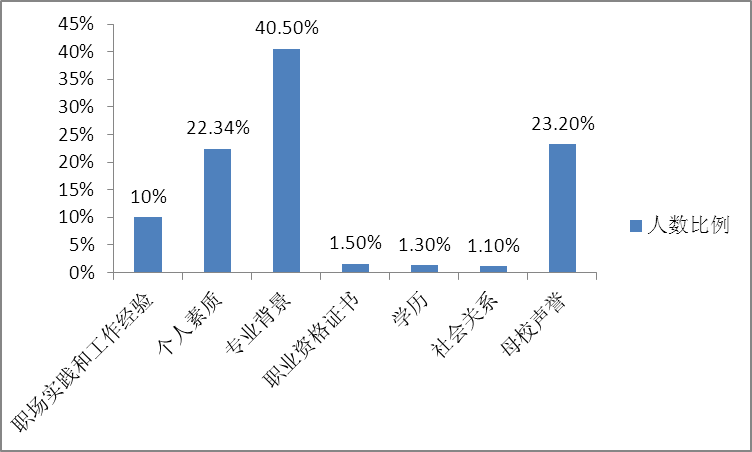 45%
40%
35%
30%
25%
20%
15%
10%
5%
0%
10%
22.34%
40.50%
1.50%
1.30%
1.10%
23.20%
职场实践和工作经验
个人素质
专业背景
职业资格证书
学历
社会关系
母校声誉
人数比例